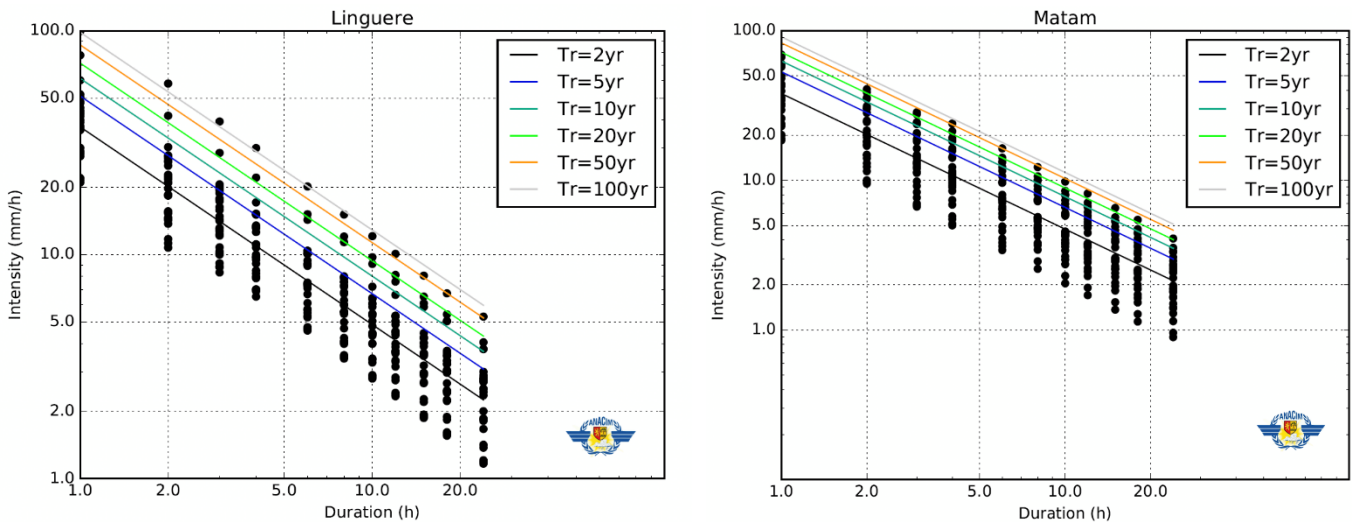 Linguere
100.0
50.0
20.0
10.0
5.0
2.0
1.0
Intensity (mm/h)
1.0 2.0 5.0 10.0 20.0
Duration (h)
Tr=2yr
Tr=5yr
Tr=10yr
Tr=20yr
Tr=50yr
Tr=100yr
ANACIM
Matam
100.0
50.0
20.0
10.0
5.0
2.0
1.0
Intensity (mm/h)
1.0 2.0 5.0 10.0 20.0
Duration (h)
Tr=2yr
Tr=5yr
Tr=10yr
Tr=20yr
Tr=50yr
Tr=100yr
ANACIM